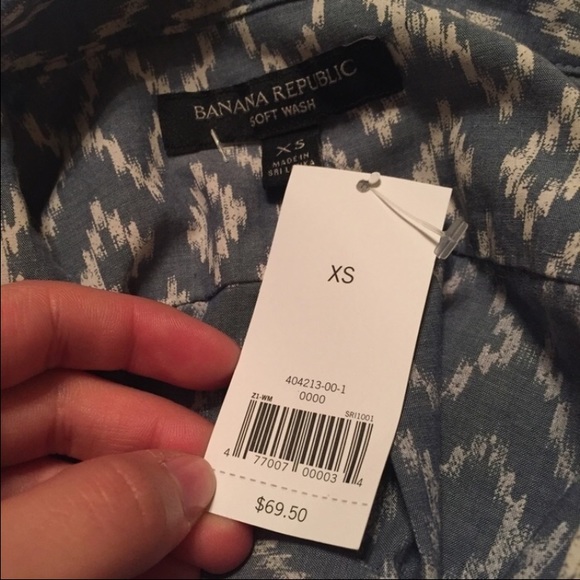 BANANA REPUBLIC
SOFT WASH
XS
MADE IN
SRI
XS
404213-00-1
0000
Z1-WM
SRI1001
4 77007 00003 4
$69.50